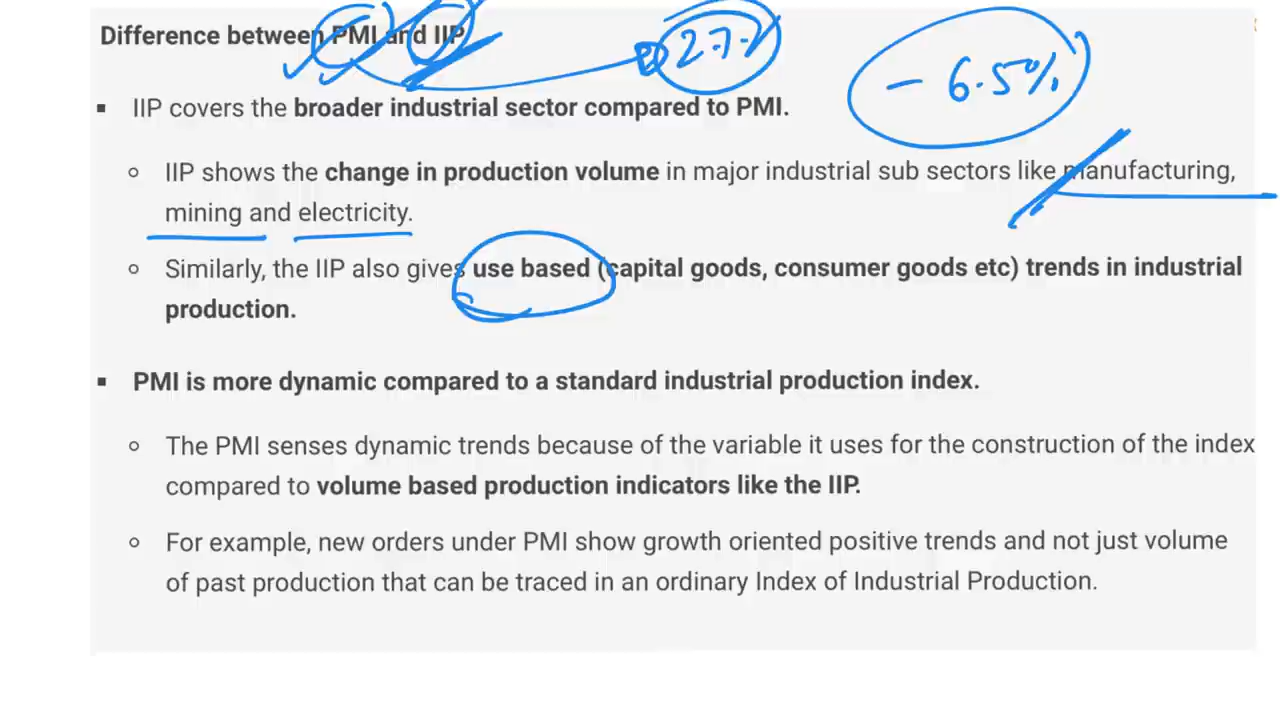 Difference between PMI and IIP
27.7
- 6.5%
▪ IIP covers the broader industrial sector compared to PMI.
○ IIP shows the change in production volume in major industrial sub sectors like manufacturing,
mining and electricity.
○ Similarly, the IIP also gives use based (capital goods, consumer goods etc) trends in industrial
production.
▪ PMI is more dynamic compared to a standard industrial production index.
○ The PMI senses dynamic trends because of the variable it uses for the construction of the index
compared to volume based production indicators like the IIP.
○ For example, new orders under PMI show growth oriented positive trends and not just volume
of past production that can be traced in an ordinary Index of Industrial Production.